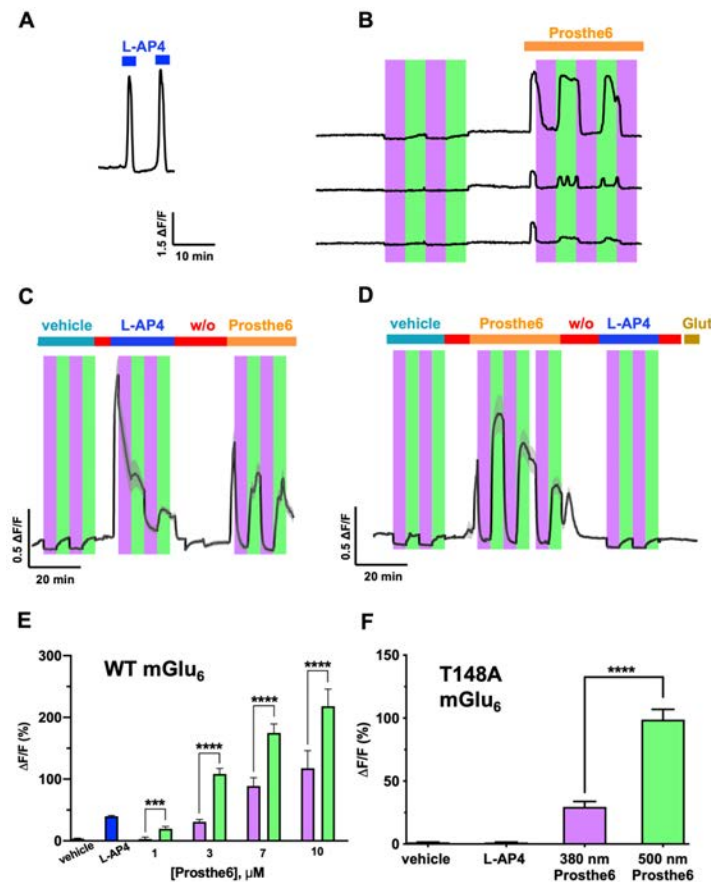 A
L-AP4
1.5 ΔF/F
10 min
B
Prosthe6
C
vehicle L-AP4 w/o Prosthe6
0.5 ΔF/F
20 min
D
vehicle Prosthe6 w/o L-AP4 Glut
0.5 ΔF/F
20 min
E
WT mGlu6
ΔF/F (%)
300
200
100
0
*** **** **** ****
vehicle L-AP4 1 3 7 10
[Prosthe6], μM
F
T148A
mGlu6
ΔF/F (%)
150
100
50
0
****
vehicle L-AP4 380 nm 500 nm
Prosthe6 Prosthe6